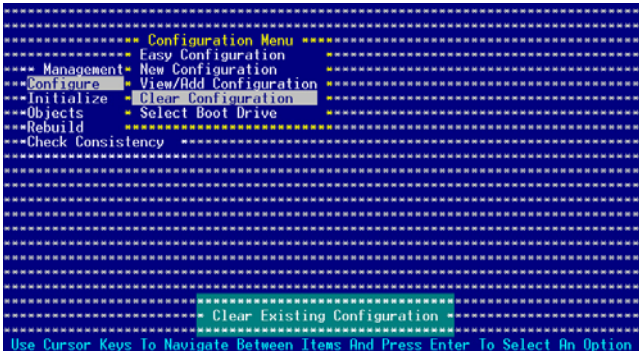 Configuration Menu
Easy Configuration
Management
New Configuration
Configure
View/Add Configuration
Initialize
Clear Configuration
Objects
Select Boot Drive
Rebuild
Check Consistency
Clear Existing Configuration
Use Cursor Keys To Navigate Between Items And Press Enter To Select An Option